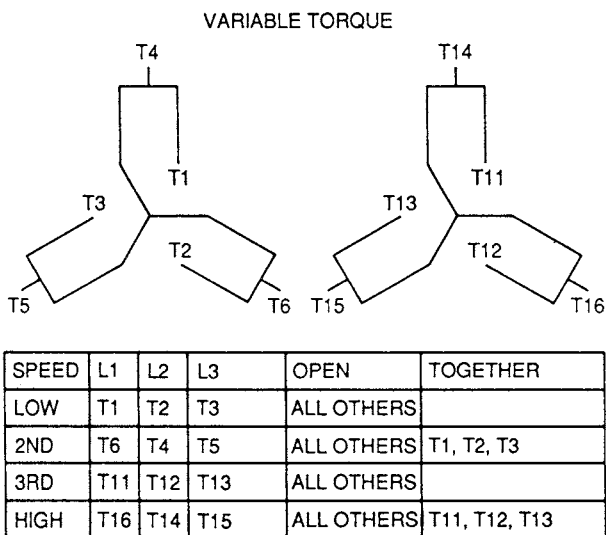 VARIABLE TORQUE
T4 T14
T1 T11
T3 T13
T2 T12
T5 T6 T15 T16
SPEED L1 L2 L3 OPEN TOGETHER
LOW T1 T2 T3 ALL OTHERS
2ND T6 T4 T5 ALL OTHERS T1, T2, T3
3RD T11 T12 T13 ALL OTHERS
HIGH T16 T14 T15 ALL OTHERS T11, T12, T13